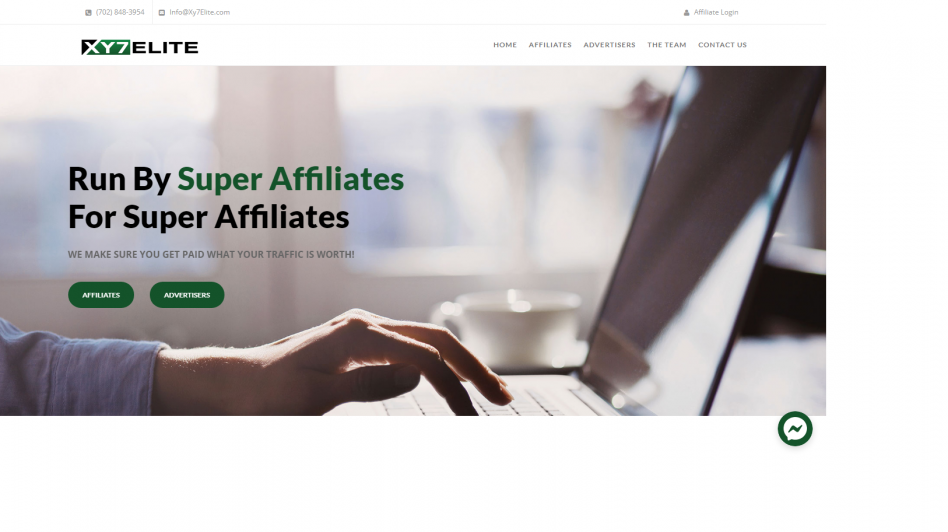 (702) 848-3954
Info@Xy7Elite.com
Affiliate Login
XY7ELITE
HOME
AFFILIATES
ADVERTISERS
THE TEAM
CONTACT US
Run By Super Affiliates
For Super Affiliates
WE MAKE SURE YOU GET PAID WHAT YOUR TRAFFIC IS WORTH!
AFFILIATES
ADVERTISERS